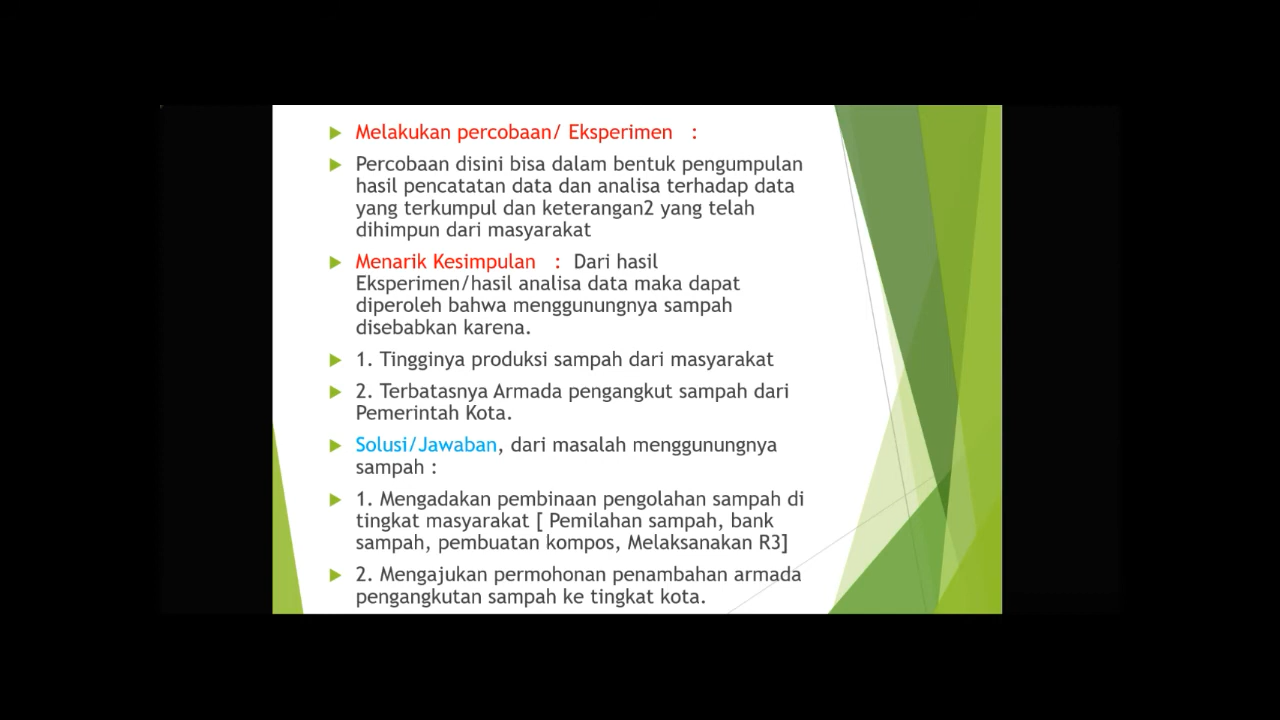 Melakukan percobaan/ Eksperimen :
Percobaan disini bisa dalam bentuk pengumpulan
hasil pencatatan data dan analisa terhadap data
yang terkumpul dan keterangan2 yang telah
dihimpun dari masyarakat
Menarik Kesimpulan : Dari hasil
Eksperimen/hasil analisa data maka dapat
diperoleh bahwa menggunungnya sampah
disebabkan karena.
1. Tingginya produksi sampah dari masyarakat
2. Terbatasnya Armada pengangkut sampah dari
Pemerintah Kota.
Solusi/Jawaban, dari masalah menggunungnya
sampah :
1. Mengadakan pembinaan pengolahan sampah di
tingkat masyarakat [ Pemilahan sampah, bank
sampah, pembuatan kompos, Melaksanakan R3]
2. Mengajukan permohonan penambahan armada
pengangkutan sampah ke tingkat kota.